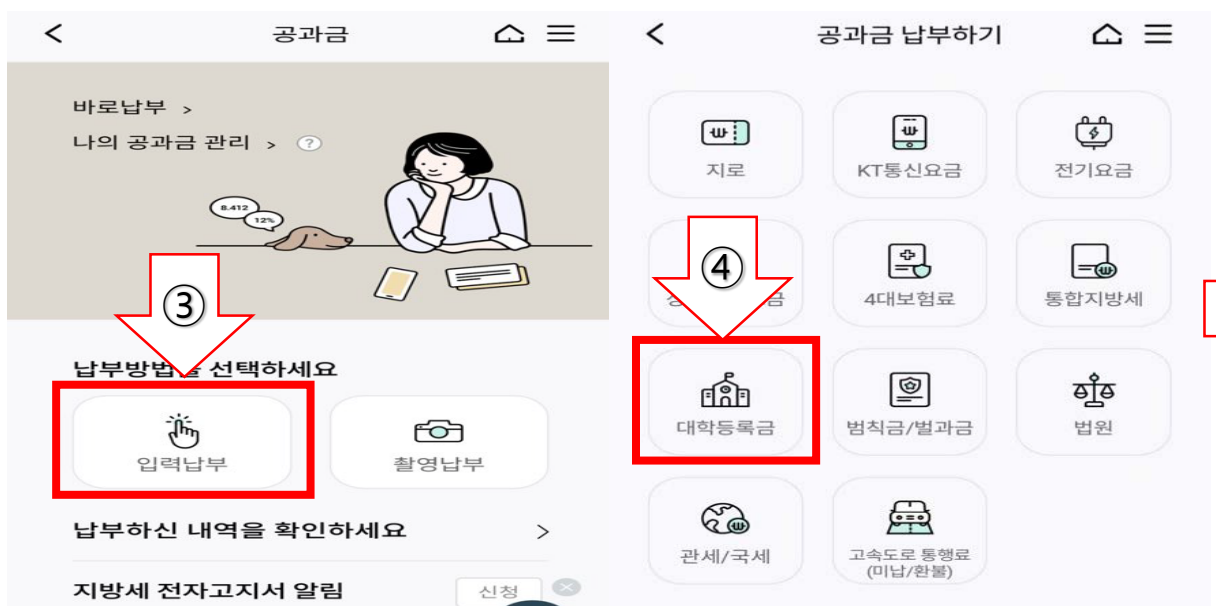 공과금
바로납부 >
나의 공과금 관리 > ?
8.412
12%
③
납부방법을 선택하세요
입력납부
촬영납부
납부하신 내역을 확인하세요 >
지방세 전자고지서 알림
신청
공과금 납부하기
지로
KT통신요금
전기요금
④
금
4대보험료
통합지방세
대학등록금
범칙금/벌과금
법원
관세/국세
고속도로 통행료
(미납/환불)